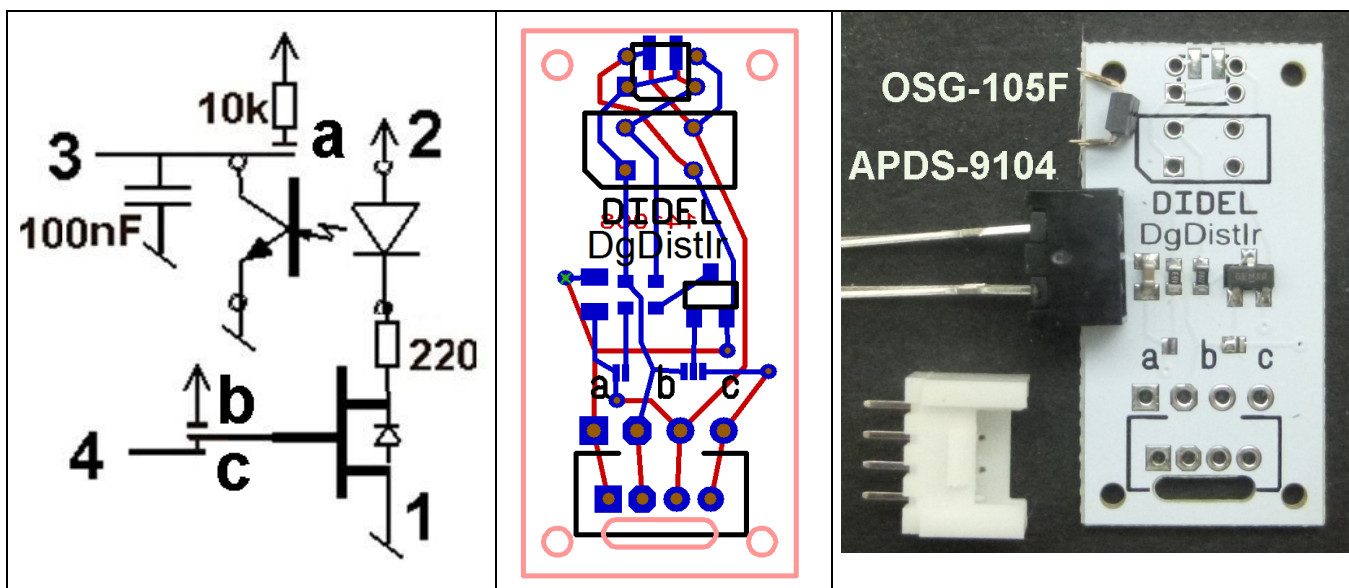 10k
3
a
2
100nF
220
b
4
c
1
DIDEL
DgDistIr
a
b
c
OSG-105F
APDS-9104
DIDEL
DgDistIr
a
b
c